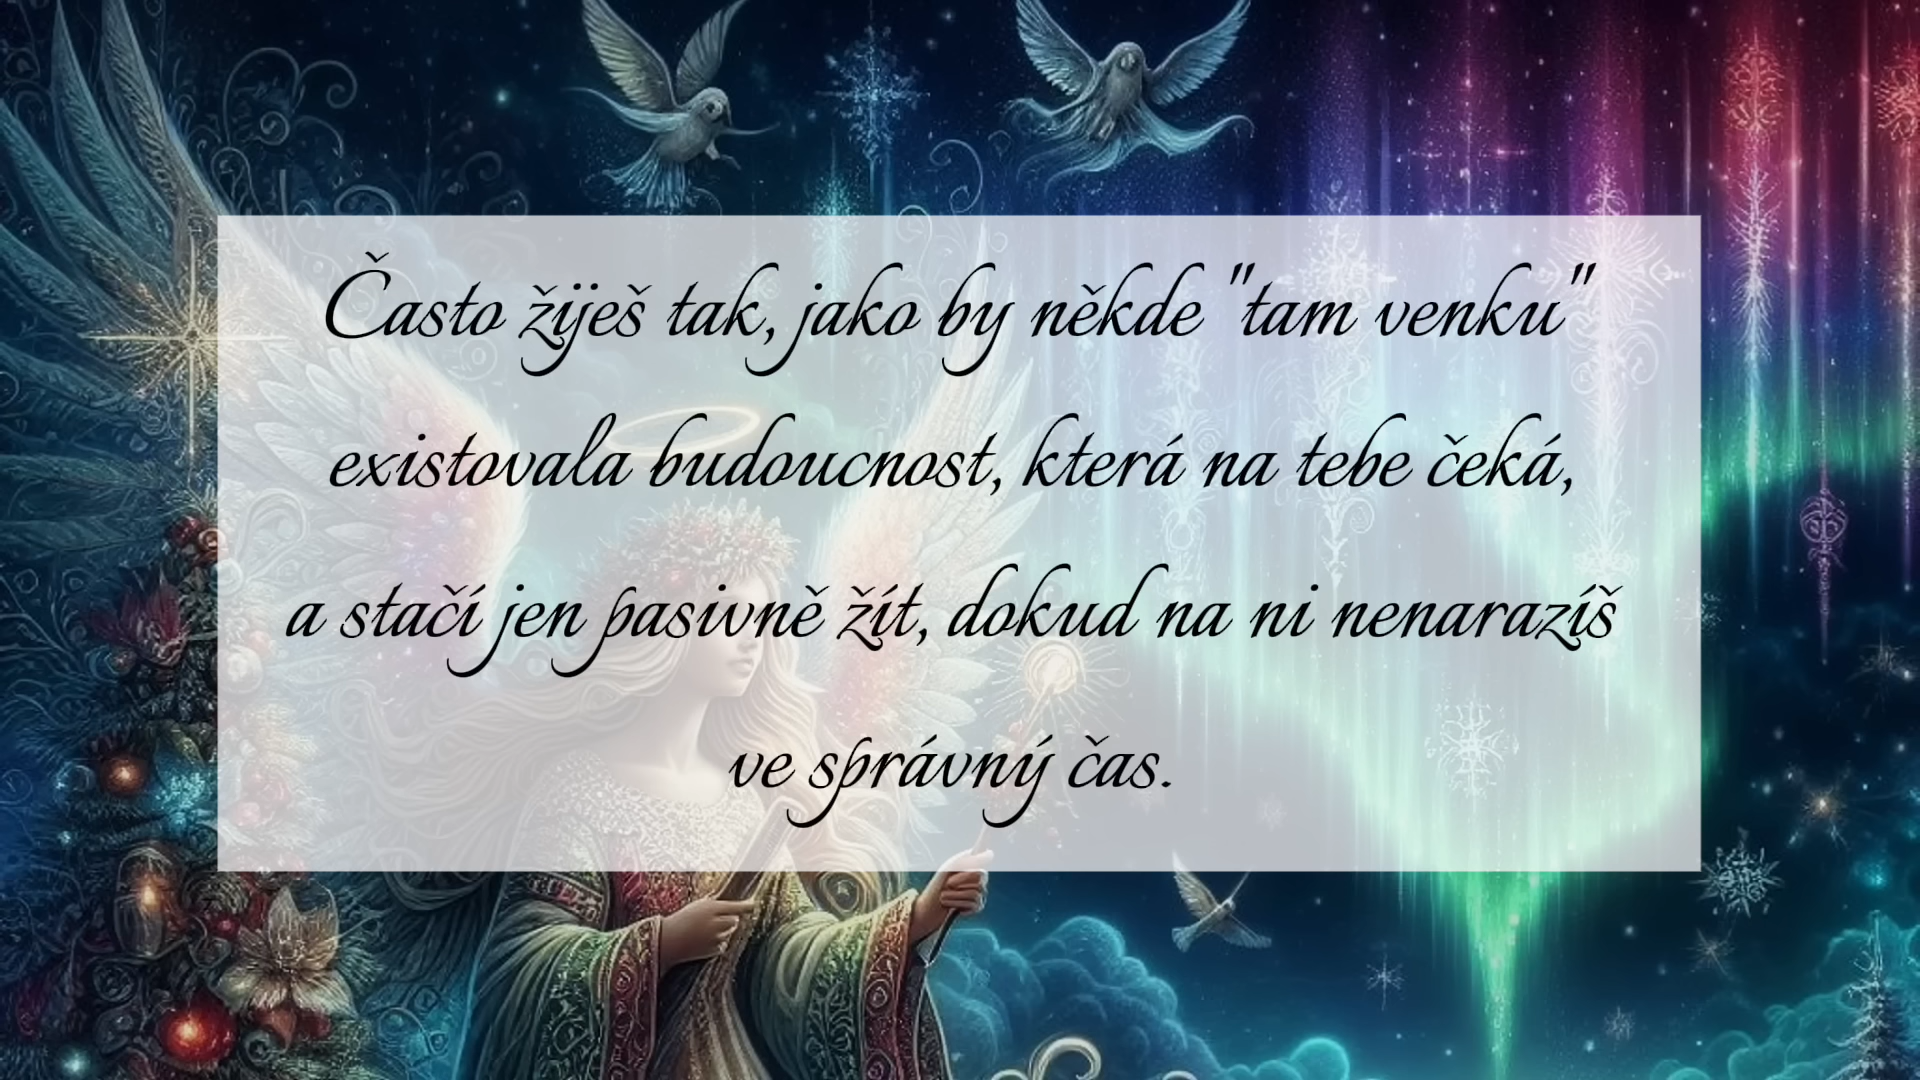 Často žiješ tak, jako by někde "tam venku"
existovala budoucnost, která na tebe čeká,
a stačí jen pasivně žít, dokud na ni nenarazíš
ve správný čas.